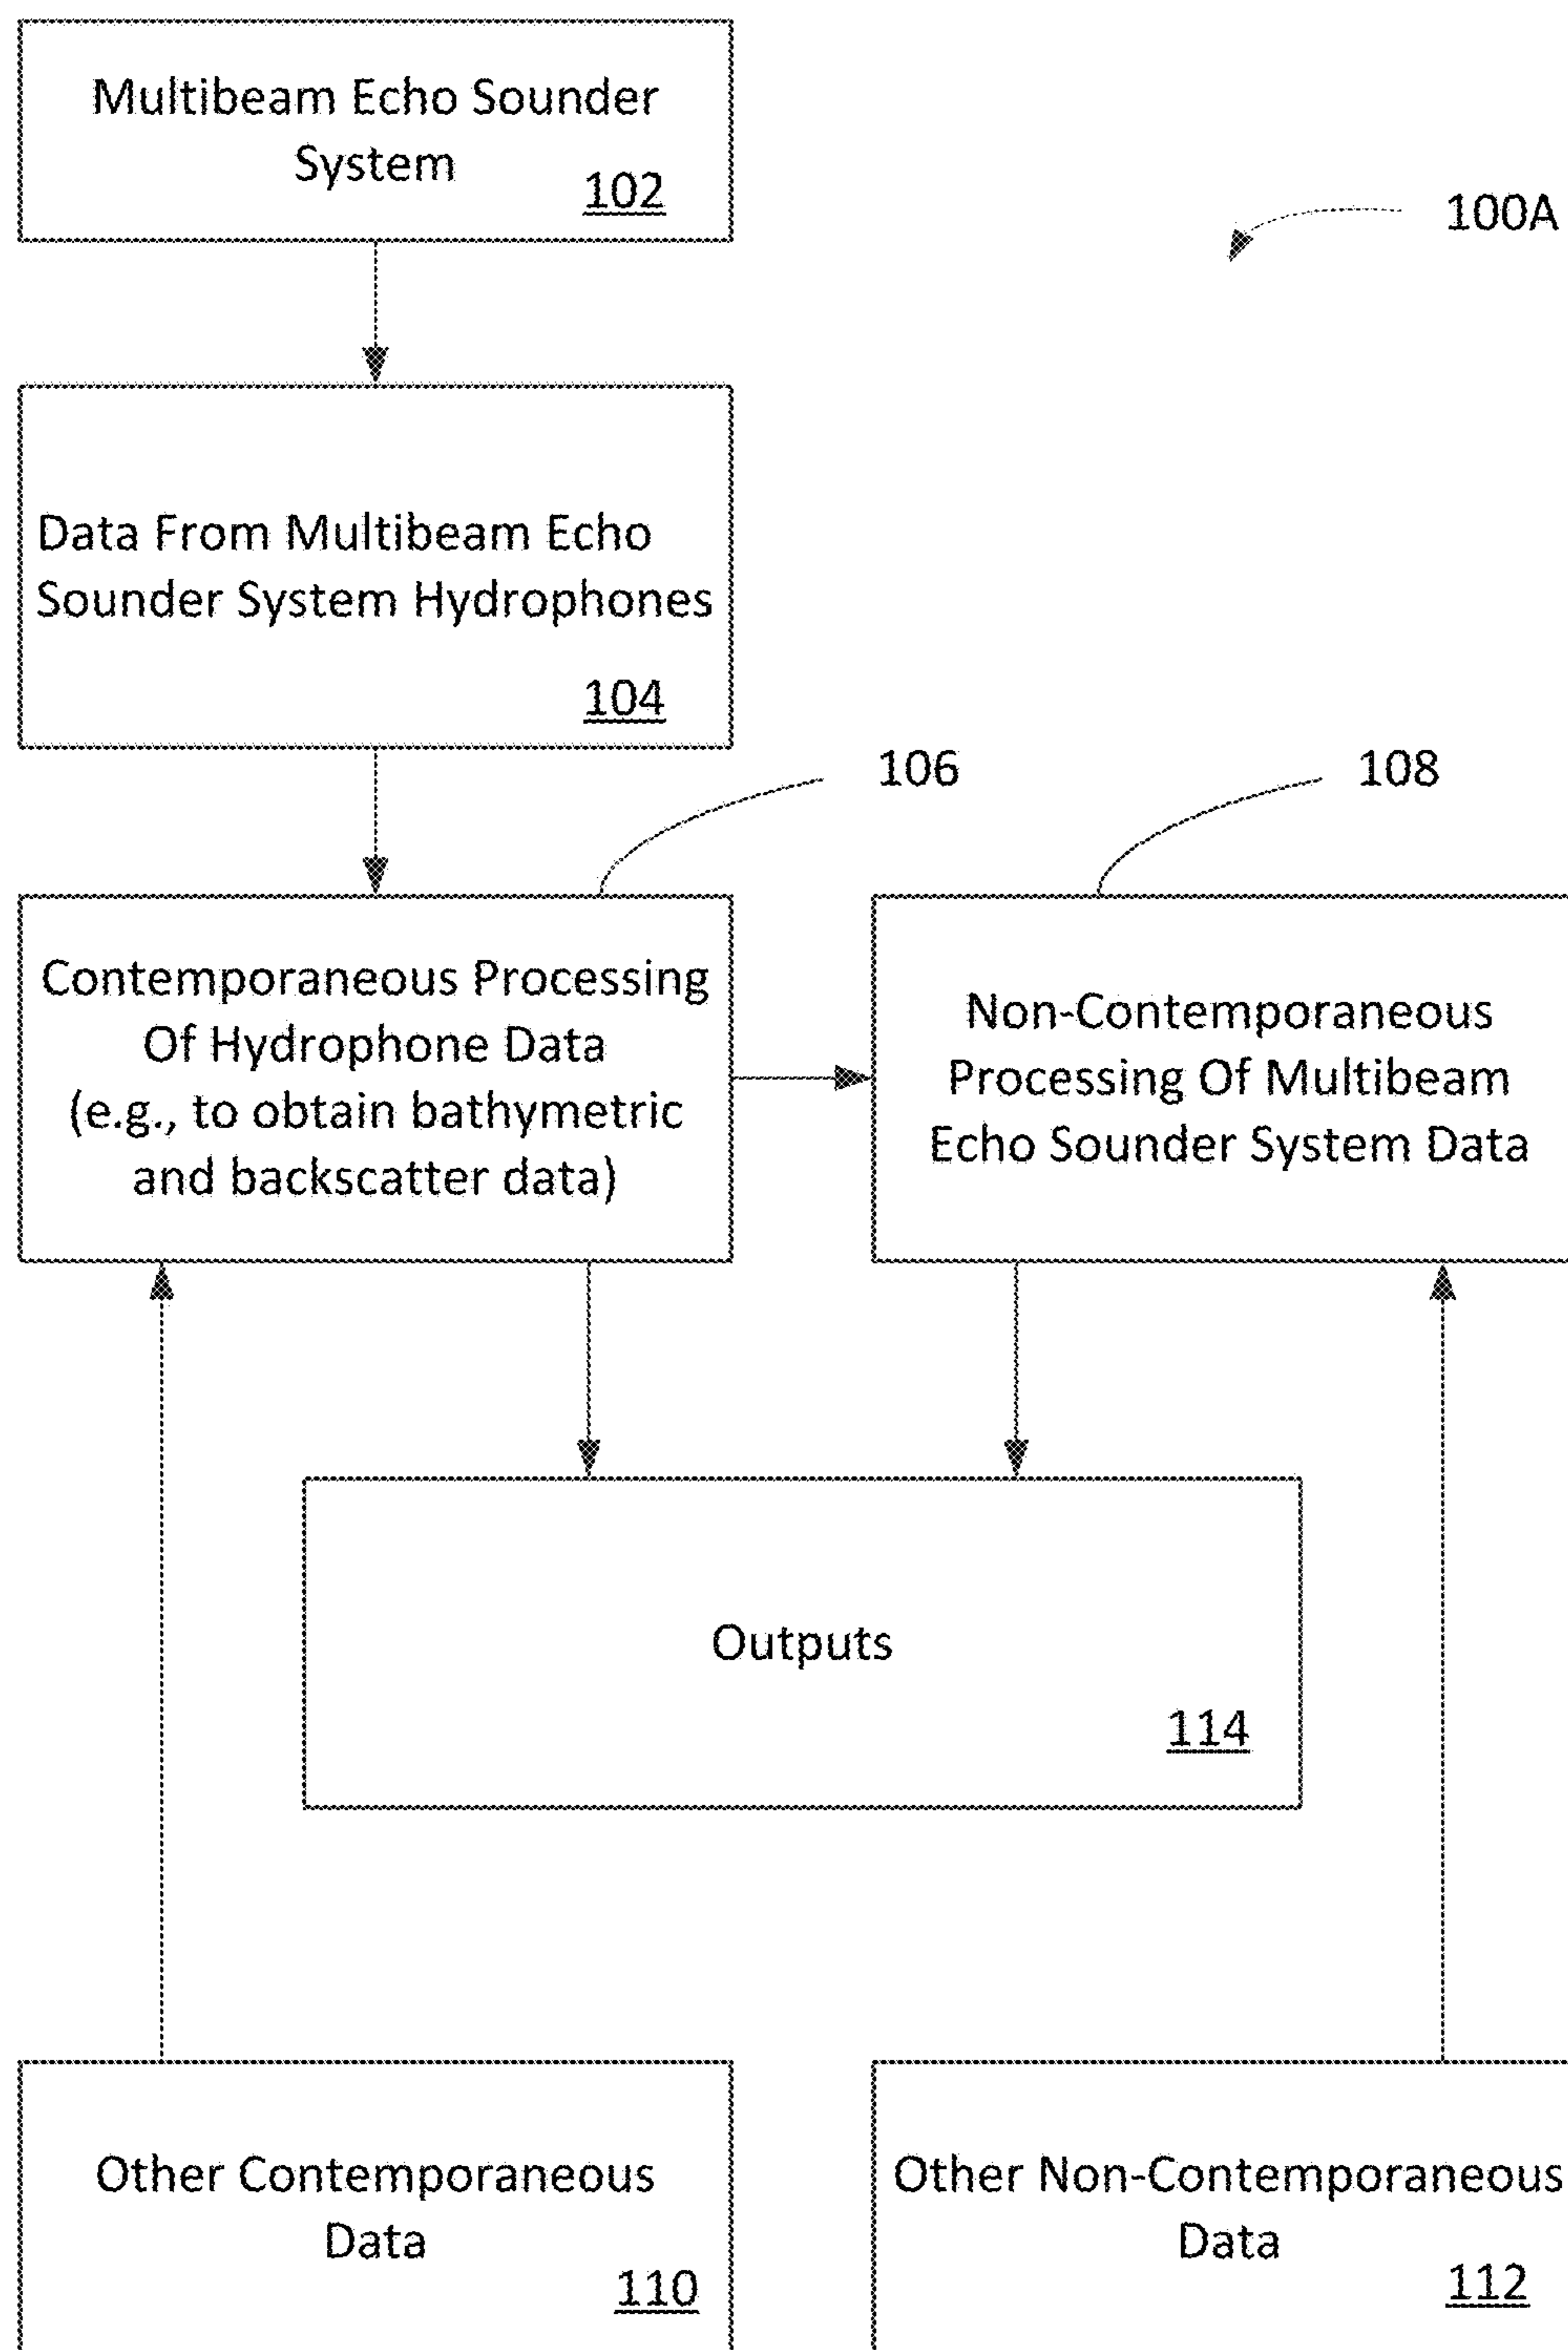 Multibeam Echo Sounder
System
102
100A
Data From Multibeam Echo
Sounder System Hydrophones
104
106
108
Contemporaneous Processing
Of Hydrophone Data
(e.g., to obtain bathymetric
and backscatter data)
Non-Contemporaneous
Processing Of Multibeam
Echo Sounder System Data
Outputs
114
Other Contemporaneous
Data
110
Other Non-Contemporaneous
Data
112